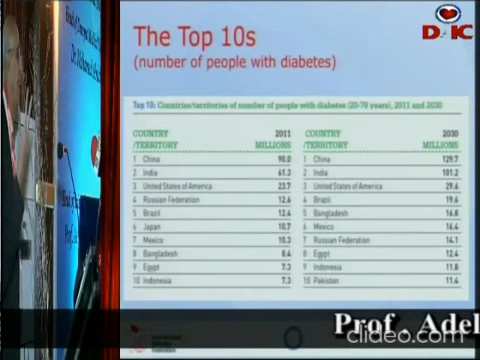 The Top 10s
(number of people with diabetes)
Top 10: Countries/territories of number of people with diabetes (20-79 years), 2011 and 2030
COUNTRY /TERRITORY 2011 MILLIONS
1 China 90.0
2 India 61.3
3 United States of America 23.7
4 Russian Federation 12.6
5 Brazil 12.4
6 Japan 10.7
7 Mexico 10.3
8 Bangladesh 8.4
9 Egypt 7.3
10 Indonesia 7.3
COUNTRY /TERRITORY 2030 MILLIONS
1 China 129.7
2 India 101.2
3 United States of America 29.6
4 Brazil 19.6
5 Bangladesh 16.8
6 Mexico 16.4
7 Russian Federation 14.1
8 Egypt 12.4
9 Indonesia 11.8
10 Pakistan 11.4
Prof. Adel
clideo.com